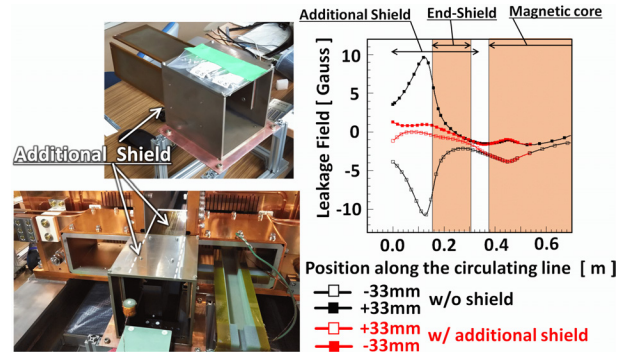 Additional Shield
Additional Shield
End-Shield
Magnetic core
Leakage Field [ Gauss ]
10
5
0
-5
-10
0.0
0.2
0.4
0.6
Position along the circulating line [ m ]
-33mm
+33mm
w/o shield
+33mm
-33mm
w/ additional shield